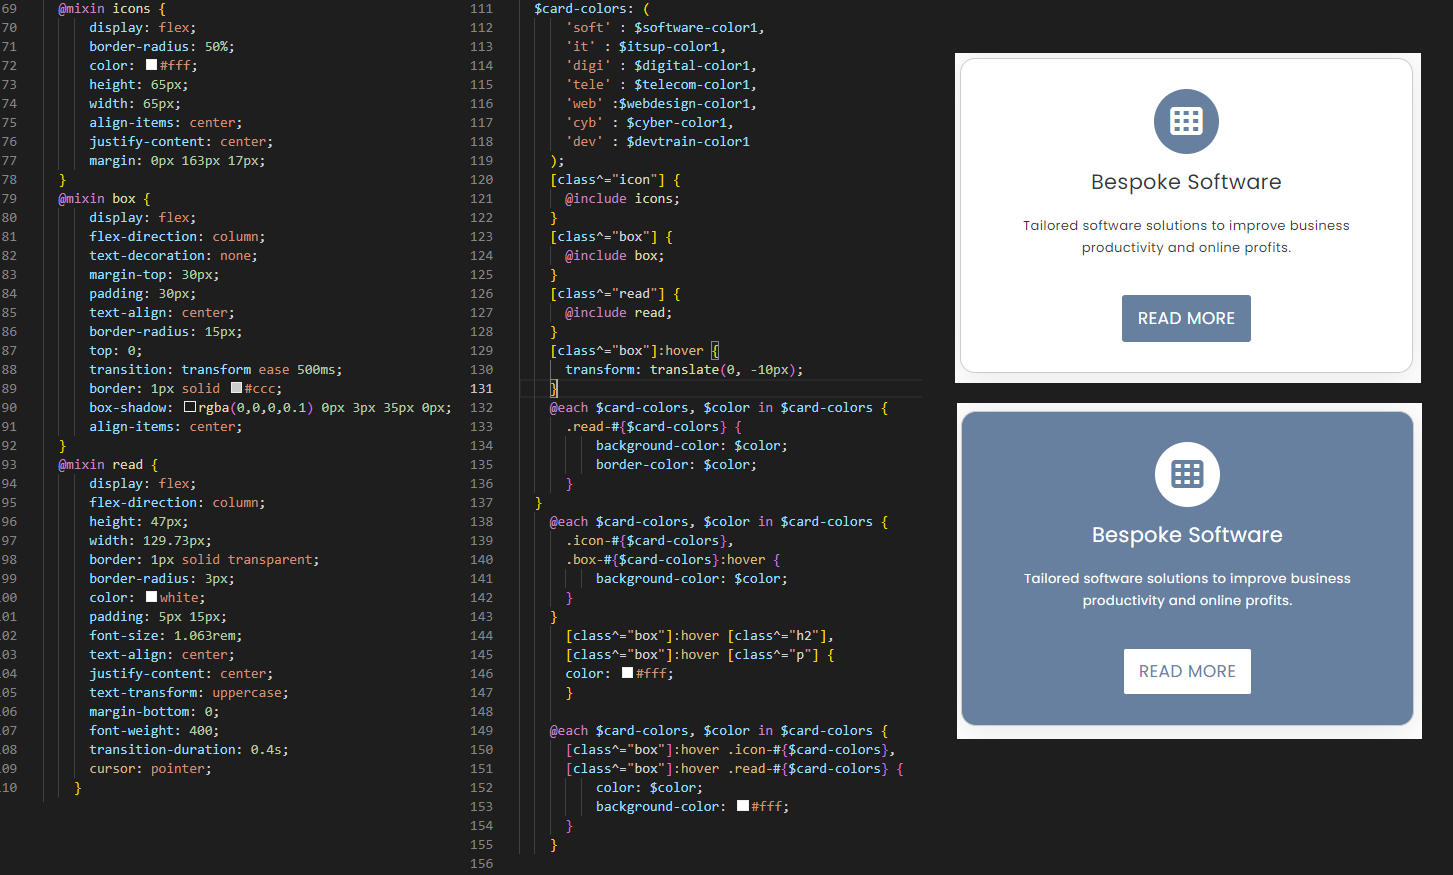 69 @mixin icons {
70 display: flex;
71 border-radius: 50%;
72 color: #fff;
73 height: 65px;
74 width: 65px;
75 align-items: center;
76 justify-content: center;
77 margin: 0px 163px 17px;
78 }
79 @mixin box {
80 display: flex;
81 flex-direction: column;
82 text-decoration: none;
83 margin-top: 30px;
84 padding: 30px;
85 text-align: center;
86 border-radius: 15px;
87 top: 0;
88 transition: transform ease 500ms;
89 border: 1px solid #ccc;
90 box-shadow: rgba(0,0,0,0.1) 0px 3px 35px 0px;
91 align-items: center;
92 }
93 @mixin read {
94 display: flex;
95 flex-direction: column;
96 height: 47px;
97 width: 129.73px;
98 border: 1px solid transparent;
99 border-radius: 3px;
00 color: white;
01 padding: 5px 15px;
02 font-size: 1.063rem;
03 text-align: center;
04 justify-content: center;
05 text-transform: uppercase;
06 margin-bottom: 0;
07 font-weight: 400;
08 transition-duration: 0.4s;
09 cursor: pointer;
10 }
111 $card-colors: (
112 'soft' : $software-color1,
113 'it' : $itsup-color1,
114 'digi' : $digital-color1,
115 'tele' : $telecom-color1,
116 'web' :$webdesign-color1,
117 'cyb' : $cyber-color1,
118 'dev' : $devtrain-color1
119 );
120 [class^="icon"] {
121 @include icons;
122 }
123 [class^="box"] {
124 @include box;
125 }
126 [class^="read"] {
127 @include read;
128 }
129 [class^="box"]:hover {
130 transform: translate(0, -10px);
131 }
132 @each $card-colors, $color in $card-colors {
133 .read-#{$card-colors} {
134 background-color: $color;
135 border-color: $color;
136 }
137 }
138 @each $card-colors, $color in $card-colors {
139 .icon-#{$card-colors},
140 .box-#{$card-colors}:hover {
141 background-color: $color;
142 }
143 }
144 [class^="box"]:hover [class^="h2"],
145 [class^="box"]:hover [class^="p"] {
146 color: #fff;
147 }
148
149 @each $card-colors, $color in $card-colors {
150 [class^="box"]:hover .icon-#{$card-colors},
151 [class^="box"]:hover .read-#{$card-colors} {
152 color: $color;
153 background-color: #fff;
154 }
155 }
156
Bespoke Software
Tailored software solutions to improve business
productivity and online profits.
READ MORE
Bespoke Software
Tailored software solutions to improve business
productivity and online profits.
READ MORE